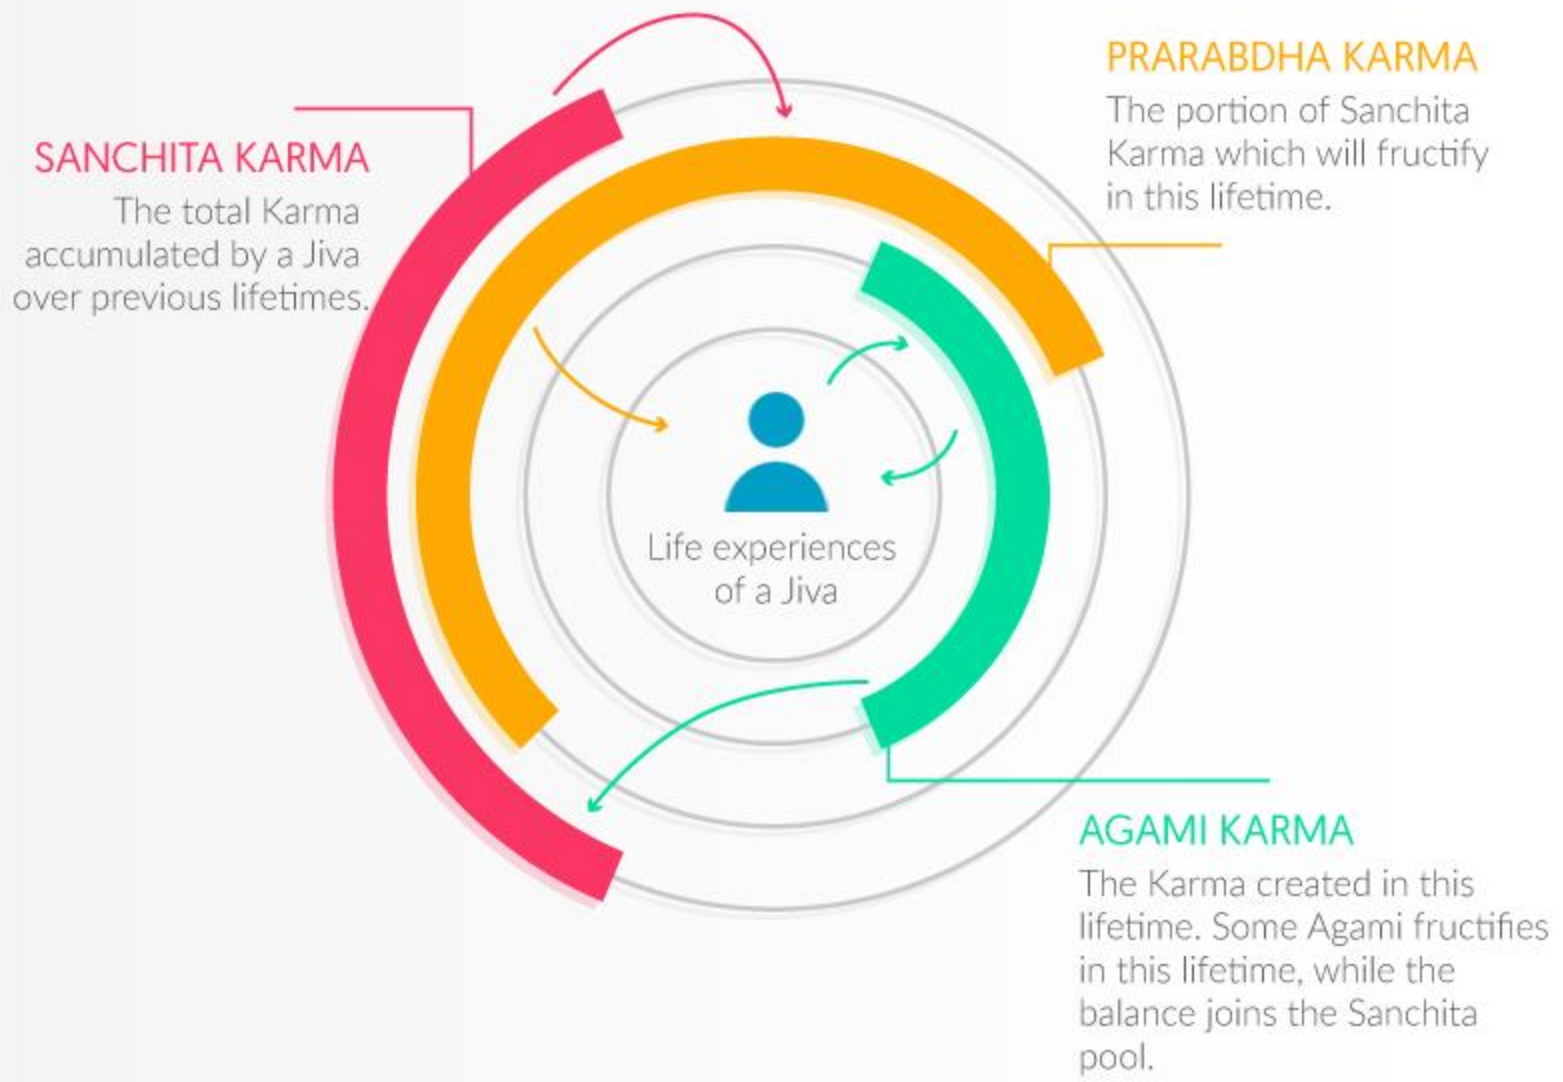 SANCHITA KARMA
The total Karma
accumulated by a Jiva
over previous lifetimes.
PRARABDHA KARMA
The portion of Sanchita
Karma which will fructify
in this lifetime.
Life experiences
of a Jiva
AGAMI KARMA
The Karma created in this
lifetime. Some Agami fructifies
in this lifetime, while the
balance joins the Sanchita
pool.